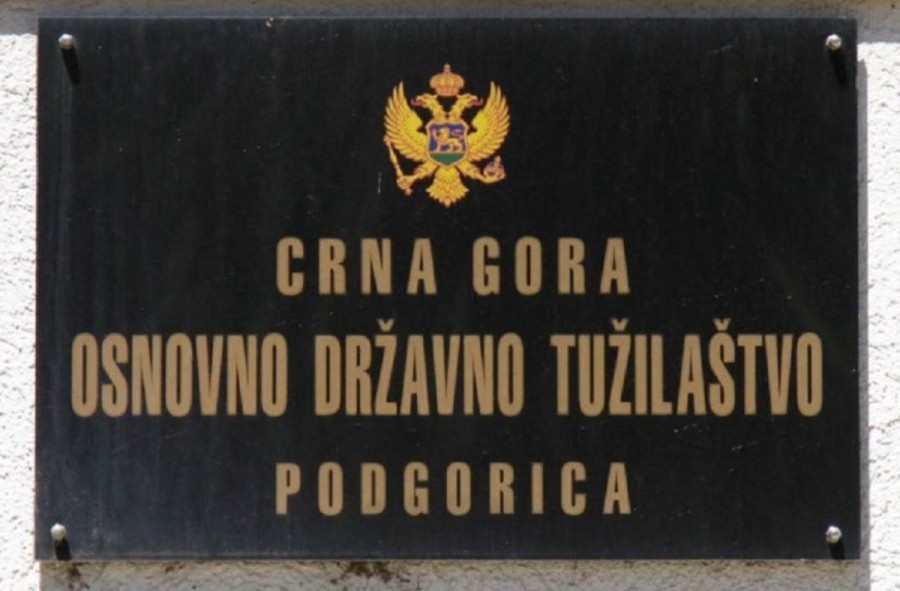 CRNA GORA
OSNOVNO DRŽAVNO TUŽILAŠTVO
PODGORICA